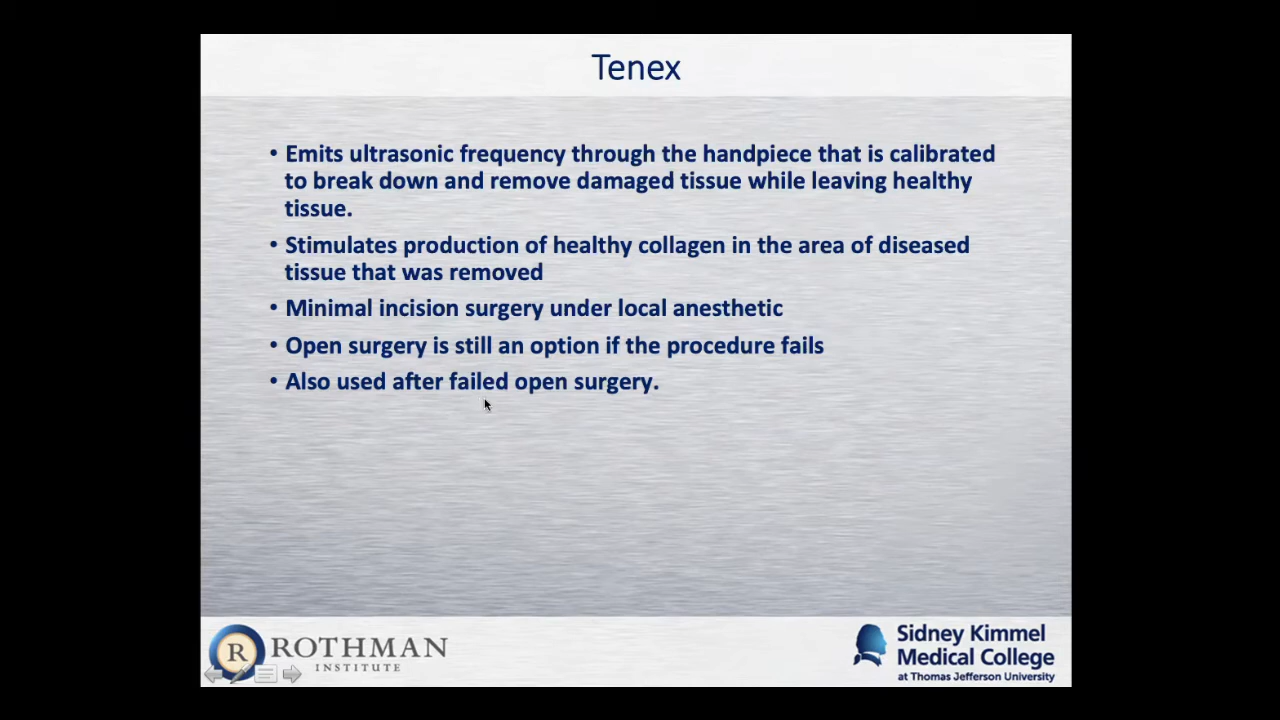 Tenex
• Emits ultrasonic frequency through the handpiece that is calibrated
to break down and remove damaged tissue while leaving healthy
tissue.
• Stimulates production of healthy collagen in the area of diseased
tissue that was removed
• Minimal incision surgery under local anesthetic
• Open surgery is still an option if the procedure fails
• Also used after failed open surgery.
R ROTHMAN
INSTITUTE
Sidney Kimmel
Medical College
at Thomas Jefferson University